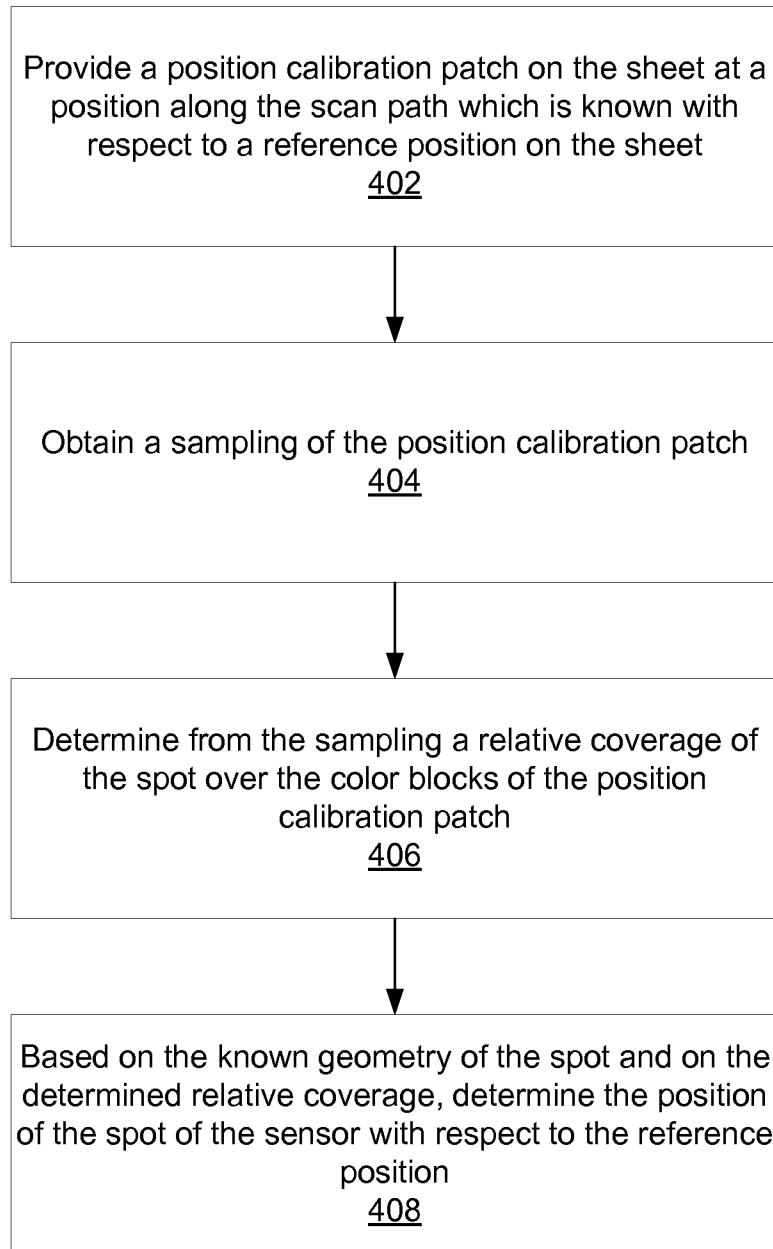 Provide a position calibration patch on the sheet at a
position along the scan path which is known with
respect to a reference position on the sheet
402
Obtain a sampling of the position calibration patch
404
Determine from the sampling a relative coverage of
the spot over the color blocks of the position
calibration patch
406
Based on the known geometry of the spot and on the
determined relative coverage, determine the position
of the spot of the sensor with respect to the reference
position
408